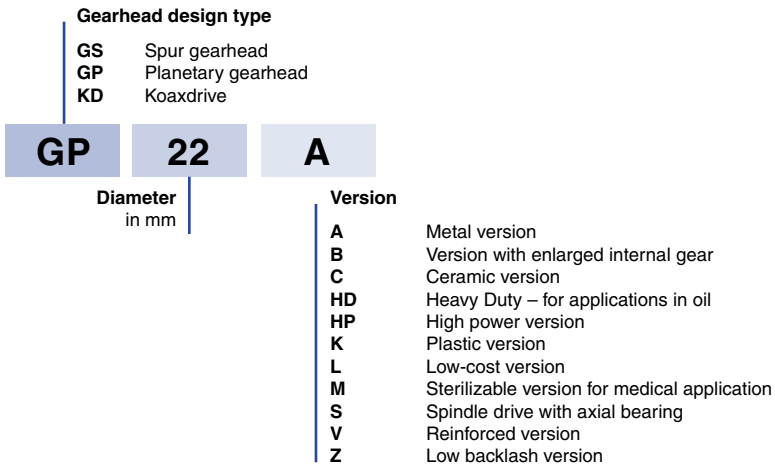 Gearhead design type
GS Spur gearhead
GP Planetary gearhead
KD Koaxdrive
GP 22 A
Diameter
in mm
Version
A Metal version
B Version with enlarged internal gear
C Ceramic version
HD Heavy Duty – for applications in oil
HP High power version
K Plastic version
L Low-cost version
M Sterilizable version for medical application
S Spindle drive with axial bearing
V Reinforced version
Z Low backlash version